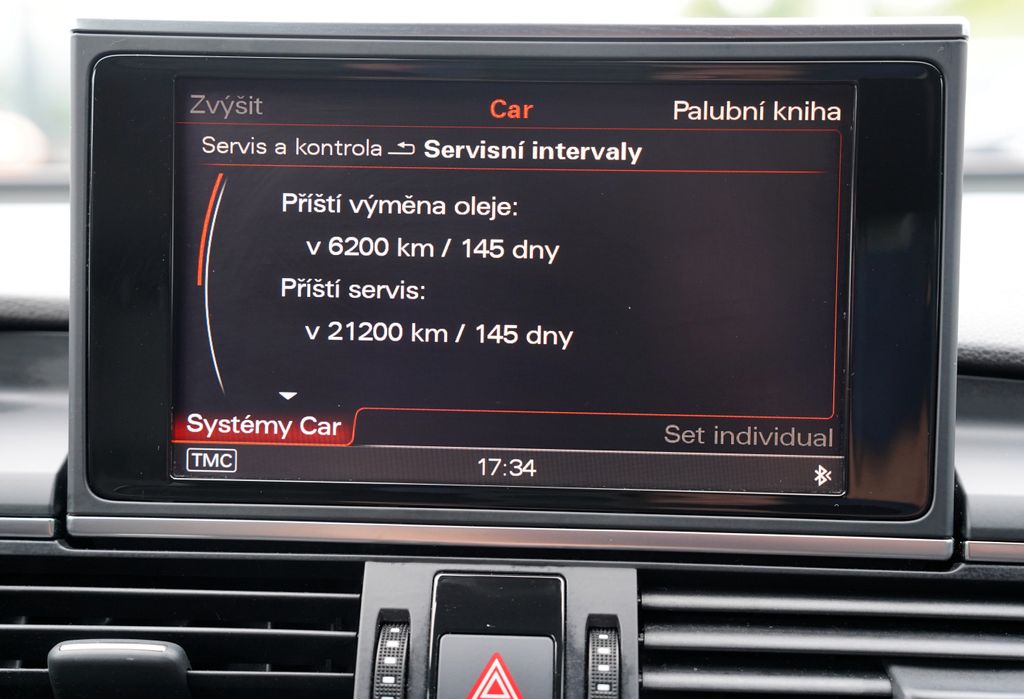 Zvýšit Car Palubní kniha
Servis a kontrola Servisní intervaly
Příští výměna oleje:
v 6200 km / 145 dny
Příští servis:
v 21200 km / 145 dny
Systémy Car
Set individual
TMC 17:34